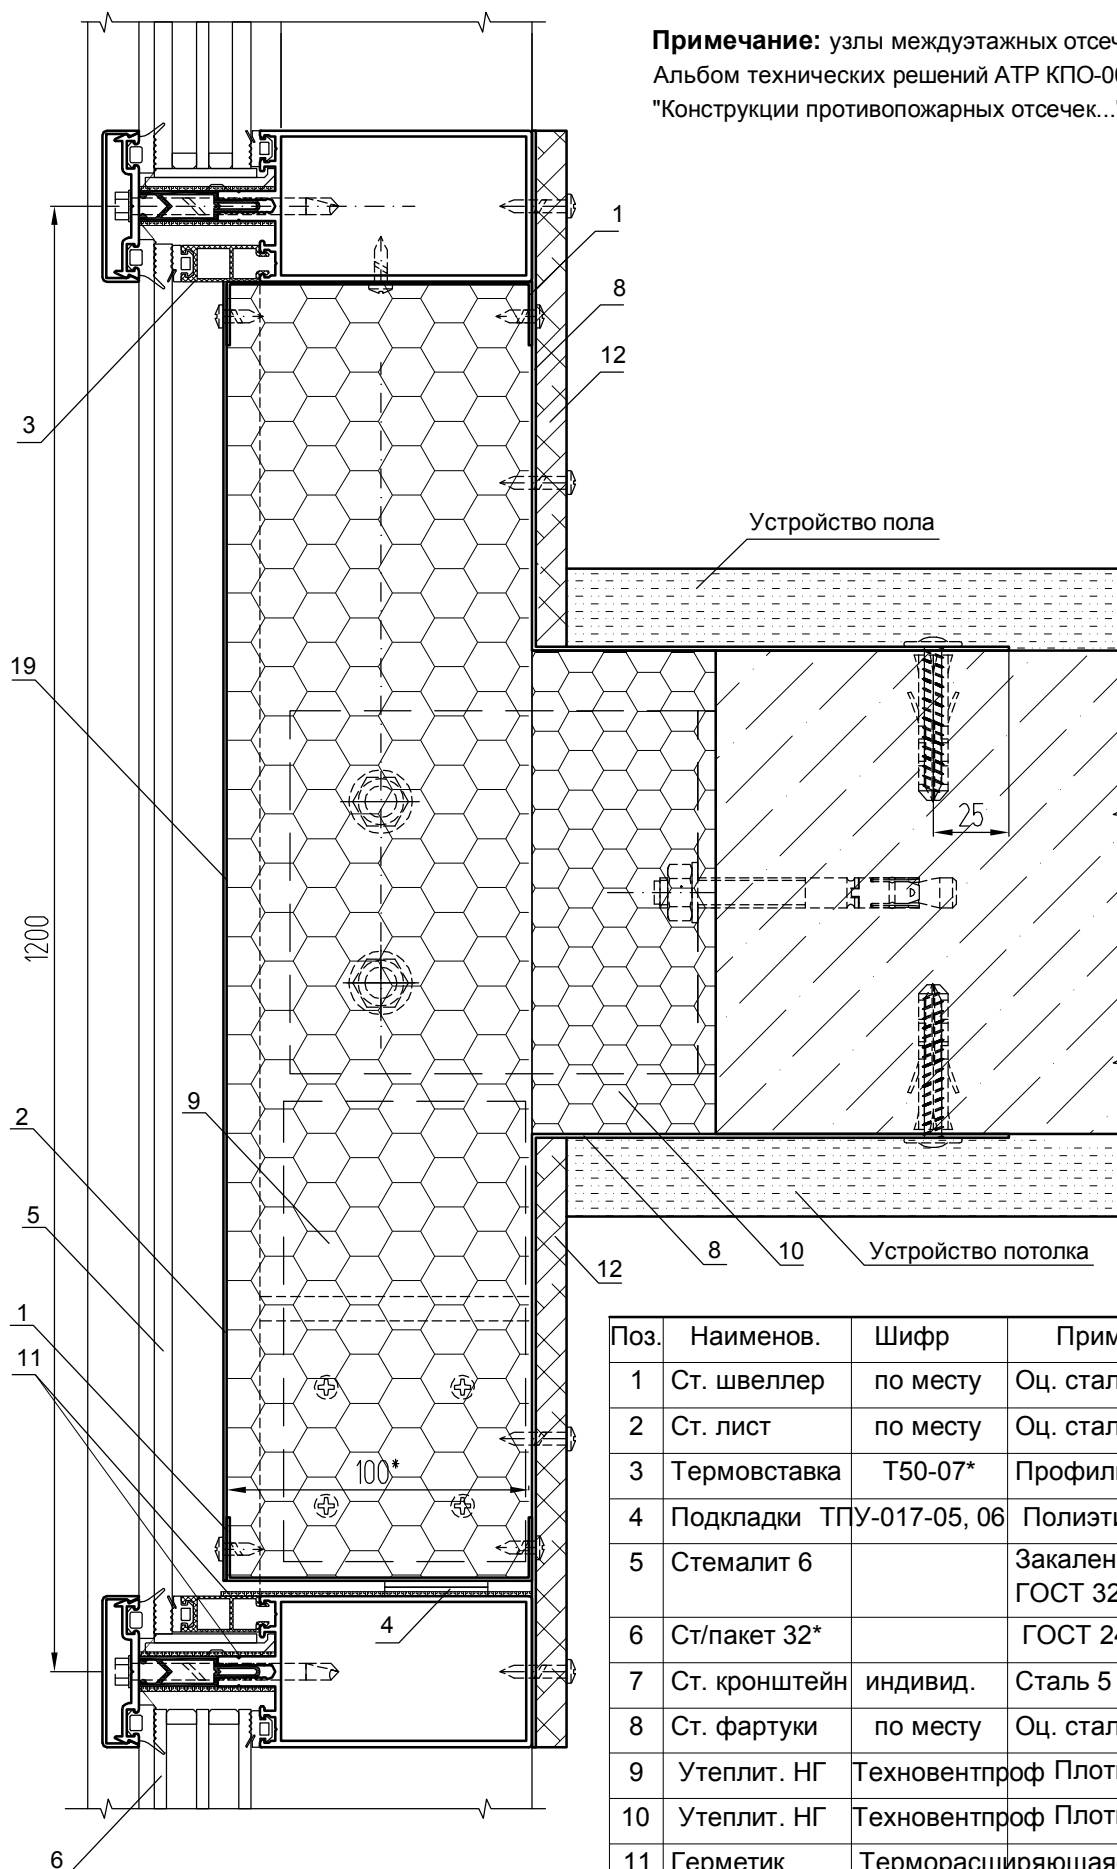 Примечание: узлы междуэтажных отсе
Альбом технических решений АТР КПО-0
"Конструкции противопожарных отсечек..."
1
8
12
3
Устройство пола
19
25
1200
9
2
5
8
10
Устройство потолка
12
1
11
100*
4
6
Поз. Наименов. Шифр Прим
1 Ст. швеллер по месту Оц. стал
2 Ст. лист по месту Оц. стал
3 Термовставка Т50-07* Профил
4 Подкладки ТПУ-017-05, 06 Полиэти
5 Стемалит 6 Закален
ГОСТ 32
6 Ст/пакет 32* ГОСТ 24
7 Ст. кронштейн индивид. Сталь 5
8 Ст. фартуки по месту Оц. стал
9 Утеплит. НГ Техновентпроф Плот
10 Утеплит. НГ Техновентпроф Плот
11 Герметик Терморасширяющая